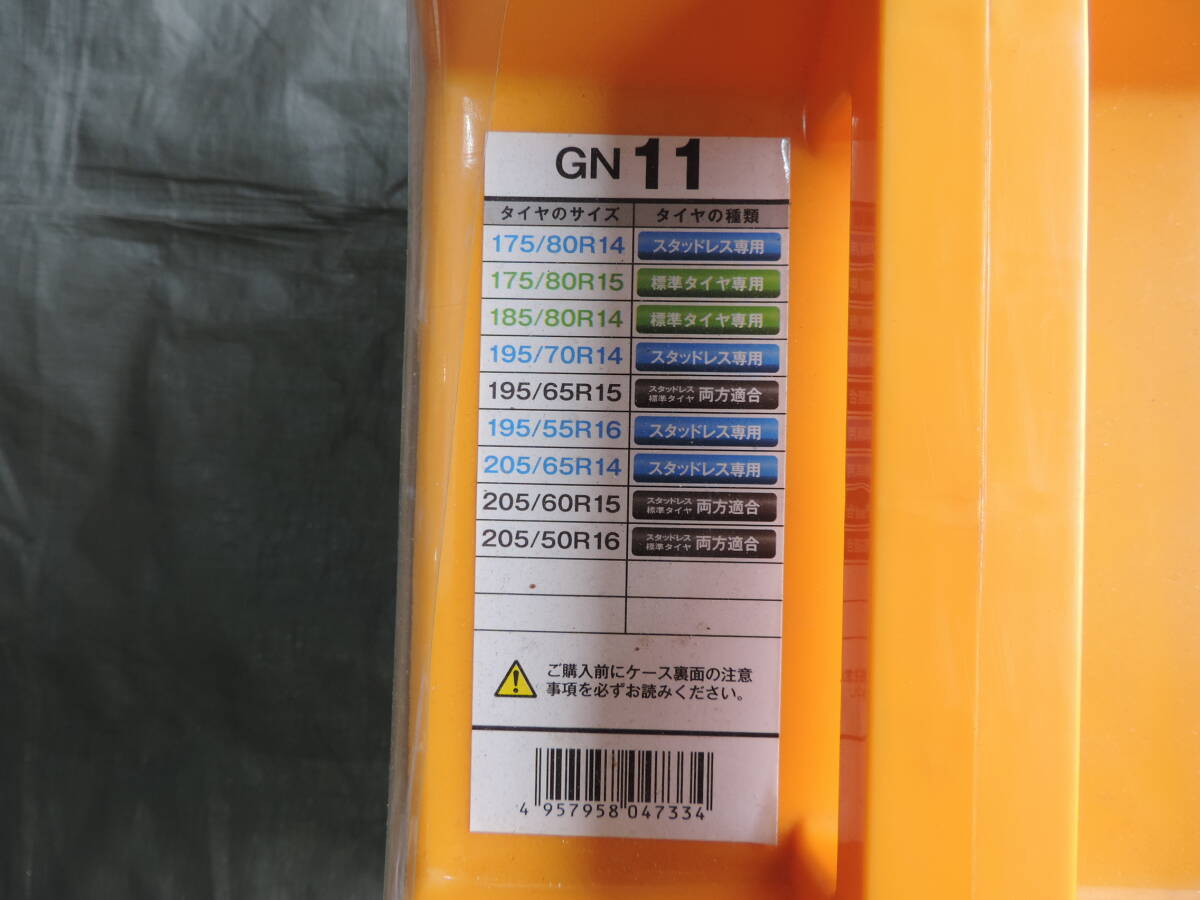 GN 11
タイヤのサイズ タイヤの種類
175/80R14 スタッドレス専用
175/80R15 標準タイヤ専用
185/80R14 標準タイヤ専用
195/70R14 スタッドレス専用
195/65R15 スタッドレス 標準タイヤ 両方適合
195/55R16 スタッドレス専用
205/65R14 スタッドレス専用
205/60R15 スタッドレス 標準タイヤ 両方適合
205/50R16 スタッドレス 標準タイヤ 両方適合
ご購入前にケース裏面の注意
事項を必ずお読みください。
4 957958 047334